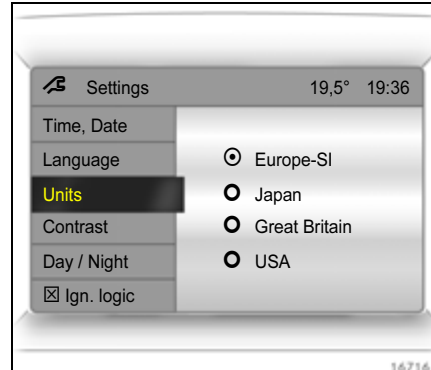 Settings 19,5° 19:36
Time, Date
Language
Units
Contrast
Day / Night
Ign. logic
Europe-SI
Japan
Great Britain
USA
16716